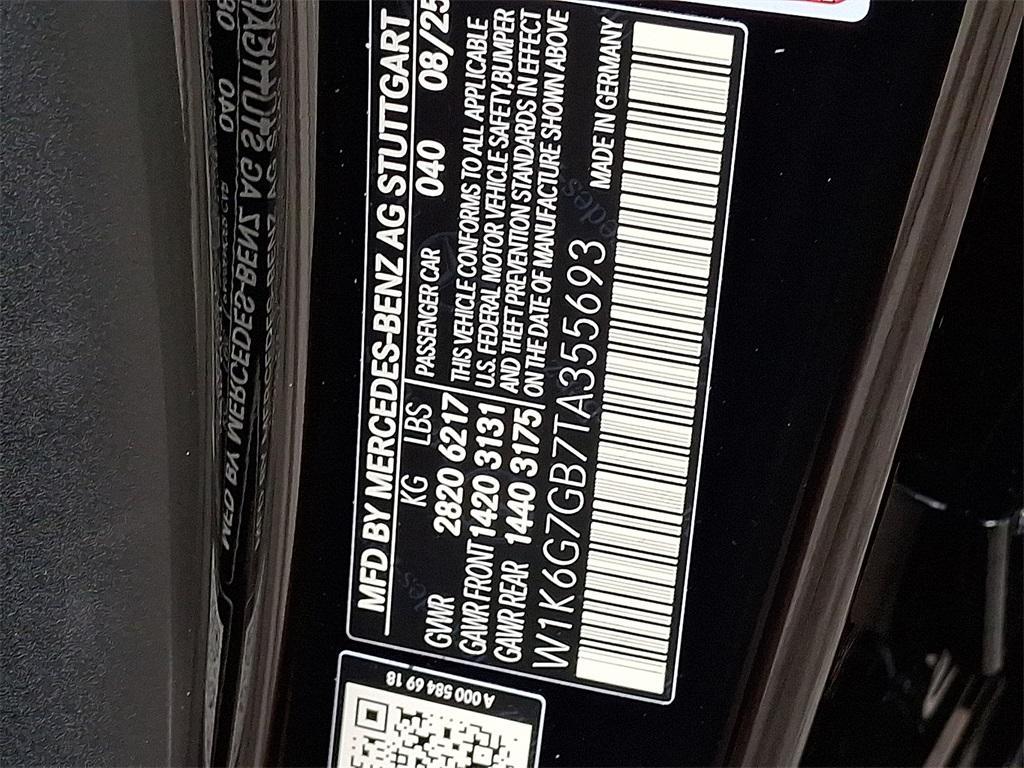 MFD BY MERCEDES-BENZ AG STUTTGART
KG LBS PASSENGER CAR 040 08/25
GVWR 2820 6217
GAWR FRONT 1420 3131
GAWR REAR 1440 3175
THIS VEHICLE CONFORMS TO ALL APPLICABLE
U.S. FEDERAL MOTOR VEHICLE SAFETY,BUMPER
AND THEFT PREVENTION STANDARDS IN EFFECT
ON THE DATE OF MANUFACTURE SHOWN ABOVE
MADE IN GERMANY
W1K6G7GB7TA355693
A 000 584 69 18